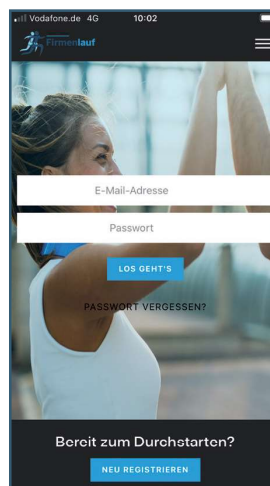 Vodafone.de 4G 10:02
Firmenlauf
E-Mail-Adresse
Passwort
LOS GEHT'S
PASSWORT VERGESSEN?
Bereit zum Durchstarten?
NEU REGISTRIEREN